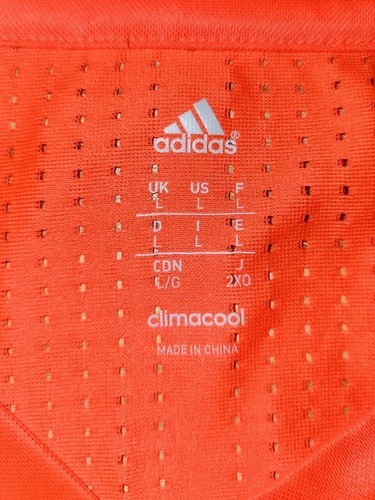 adidas®
UK US F
L L L
D I E
L L L
CDN J
L/G 2XO
climacool
MADE IN CHINA